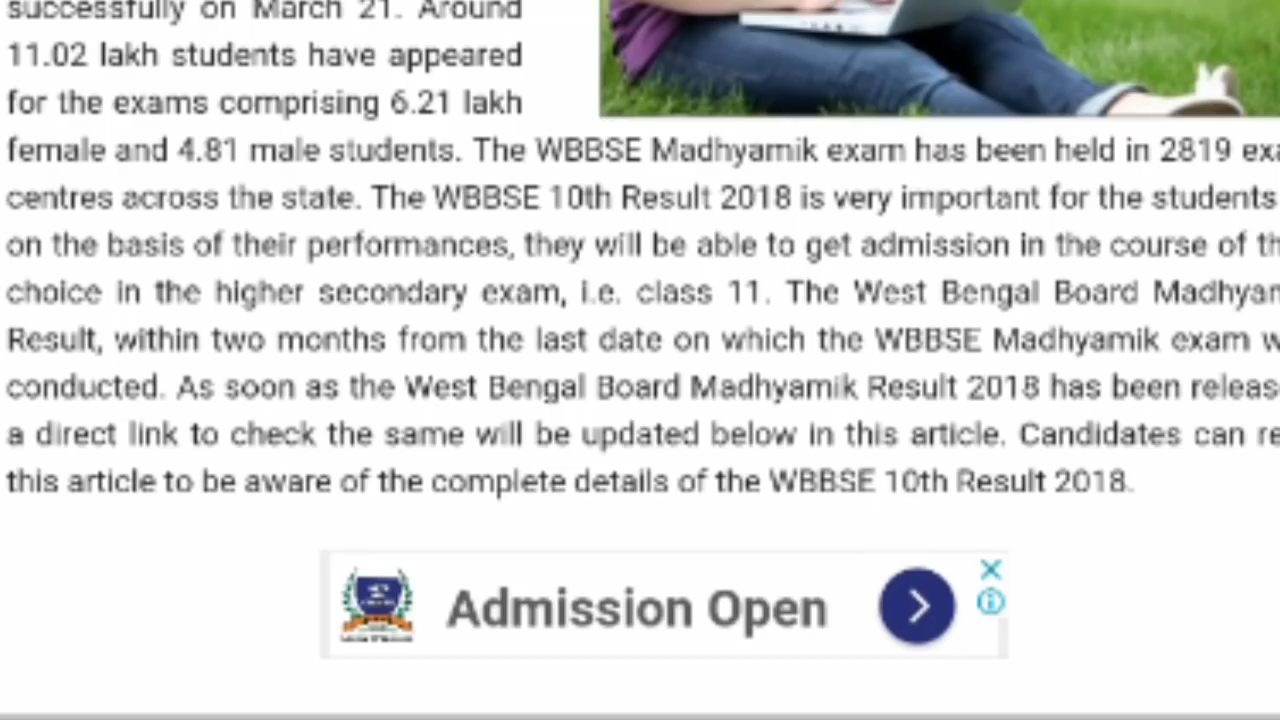 successfully on March 21. Around
11.02 lakh students have appeared
for the exams comprising 6.21 lakh
female and 4.81 male students. The WBBSE Madhyamik exam has been held in 2819 exa
centres across the state. The WBBSE 10th Result 2018 is very important for the students
on the basis of their performances, they will be able to get admission in the course of th
choice in the higher secondary exam, i.e. class 11. The West Bengal Board Madhyam
Result, within two months from the last date on which the WBBSE Madhyamik exam w
conducted. As soon as the West Bengal Board Madhyamik Result 2018 has been release
a direct link to check the same will be updated below in this article. Candidates can re
this article to be aware of the complete details of the WBBSE 10th Result 2018.
Admission Open